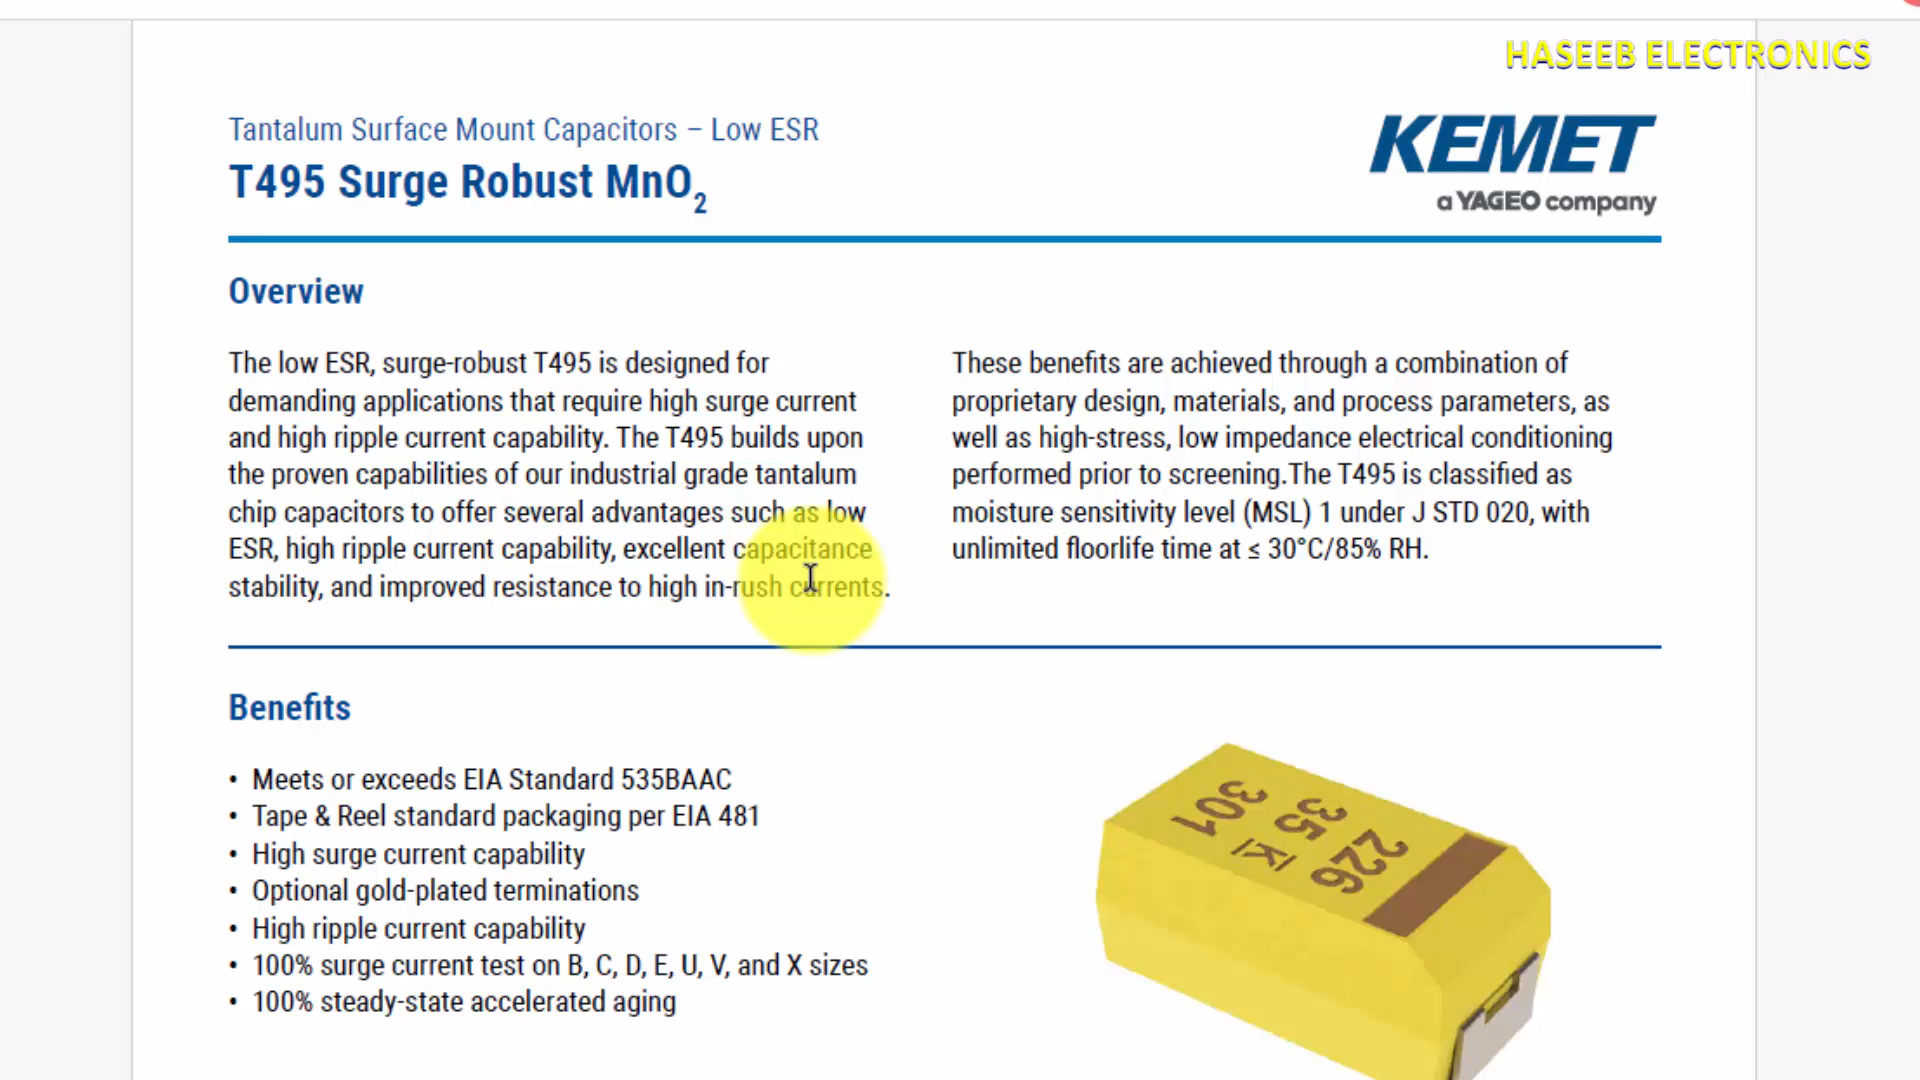 HASEEB ELECTRONICS
Tantalum Surface Mount Capacitors – Low ESR
T495 Surge Robust MnO2
KEMET
a YAGEO company
Overview
The low ESR, surge-robust T495 is designed for
demanding applications that require high surge current
and high ripple current capability. The T495 builds upon
the proven capabilities of our industrial grade tantalum
chip capacitors to offer several advantages such as low
ESR, high ripple current capability, excellent capacitance
stability, and improved resistance to high in-rush currents.
These benefits are achieved through a combination of
proprietary design, materials, and process parameters, as
well as high-stress, low impedance electrical conditioning
performed prior to screening.The T495 is classified as
moisture sensitivity level (MSL) 1 under J STD 020, with
unlimited floorlife time at ≤ 30°C/85% RH.
Benefits
• Meets or exceeds EIA Standard 535BAAC
• Tape & Reel standard packaging per EIA 481
• High surge current capability
• Optional gold-plated terminations
• High ripple current capability
• 100% surge current test on B, C, D, E, U, V, and X sizes
• 100% steady-state accelerated aging
226
35 K
301